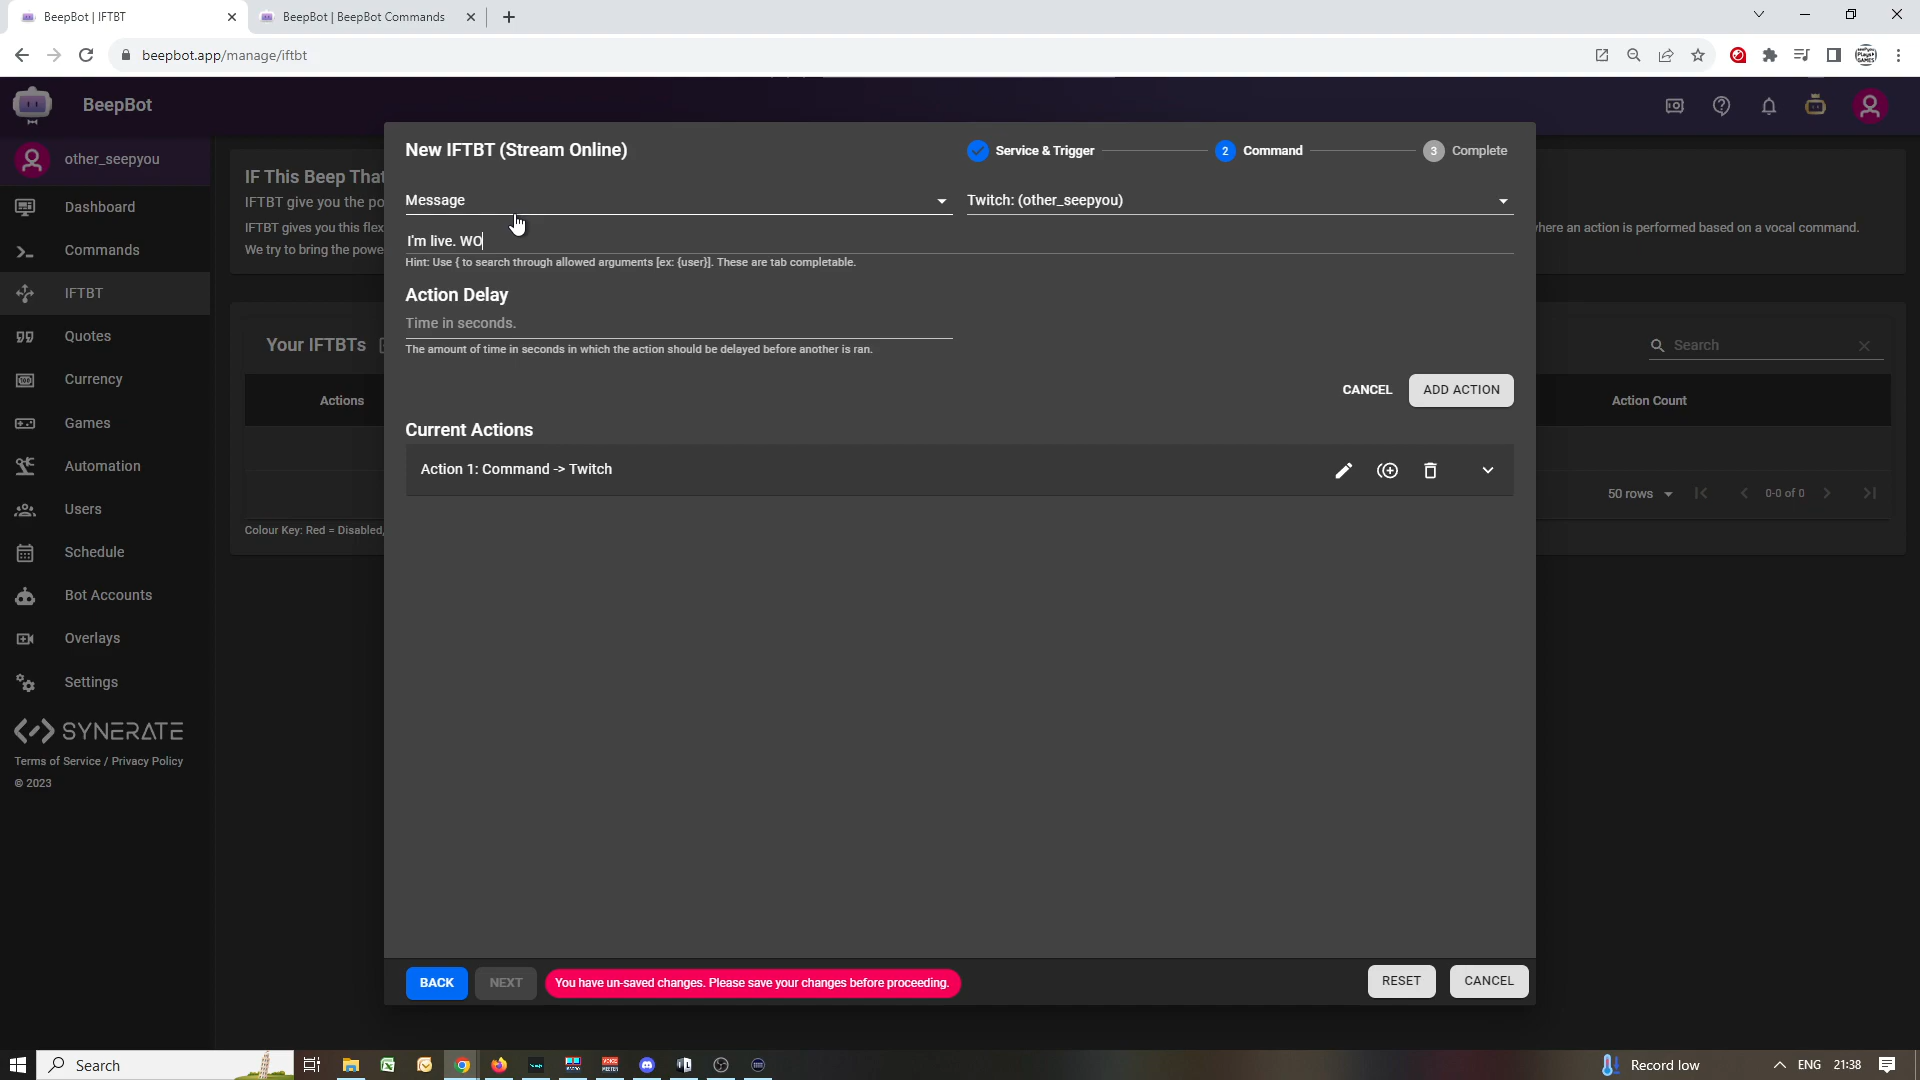 BeepBot | IFTBT
BeepBot | BeepBot Commands
beepbot.app/manage/iftbt
BeepBot
other_seepyou
Dashboard
Commands
IFTBT
Quotes
Currency
Games
Automation
Users
Schedule
Bot Accounts
Overlays
Settings
SYNERATE
Terms of Service / Privacy Policy
© 2023
IF This Beep That
IFTBT give you the po
IFTBT gives you this flex
here an action is performed based on a vocal command.
We try to bring the powe
Your IFTBTs
Search
Actions
Action Count
50 rows
0-0 of 0
Colour Key: Red = Disabled,
New IFTBT (Stream Online)
Service & Trigger
2
Command
3
Complete
Message
Twitch: (other_seepyou)
I'm live. WO
Hint: Use { to search through allowed arguments [ex: {user}]. These are tab completable.
Action Delay
Time in seconds.
The amount of time in seconds in which the action should be delayed before another is ran.
CANCEL
ADD ACTION
Current Actions
Action 1: Command -> Twitch
BACK
NEXT
You have un-saved changes. Please save your changes before proceeding.
RESET
CANCEL
Search
Record low
ENG
21:38